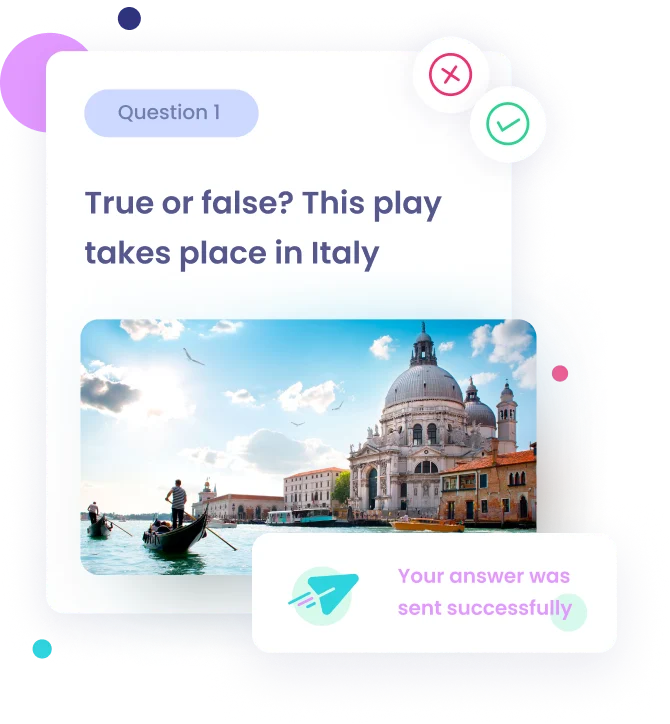 Question 1
True or false? This play
takes place in Italy
Your answer was
sent successfully